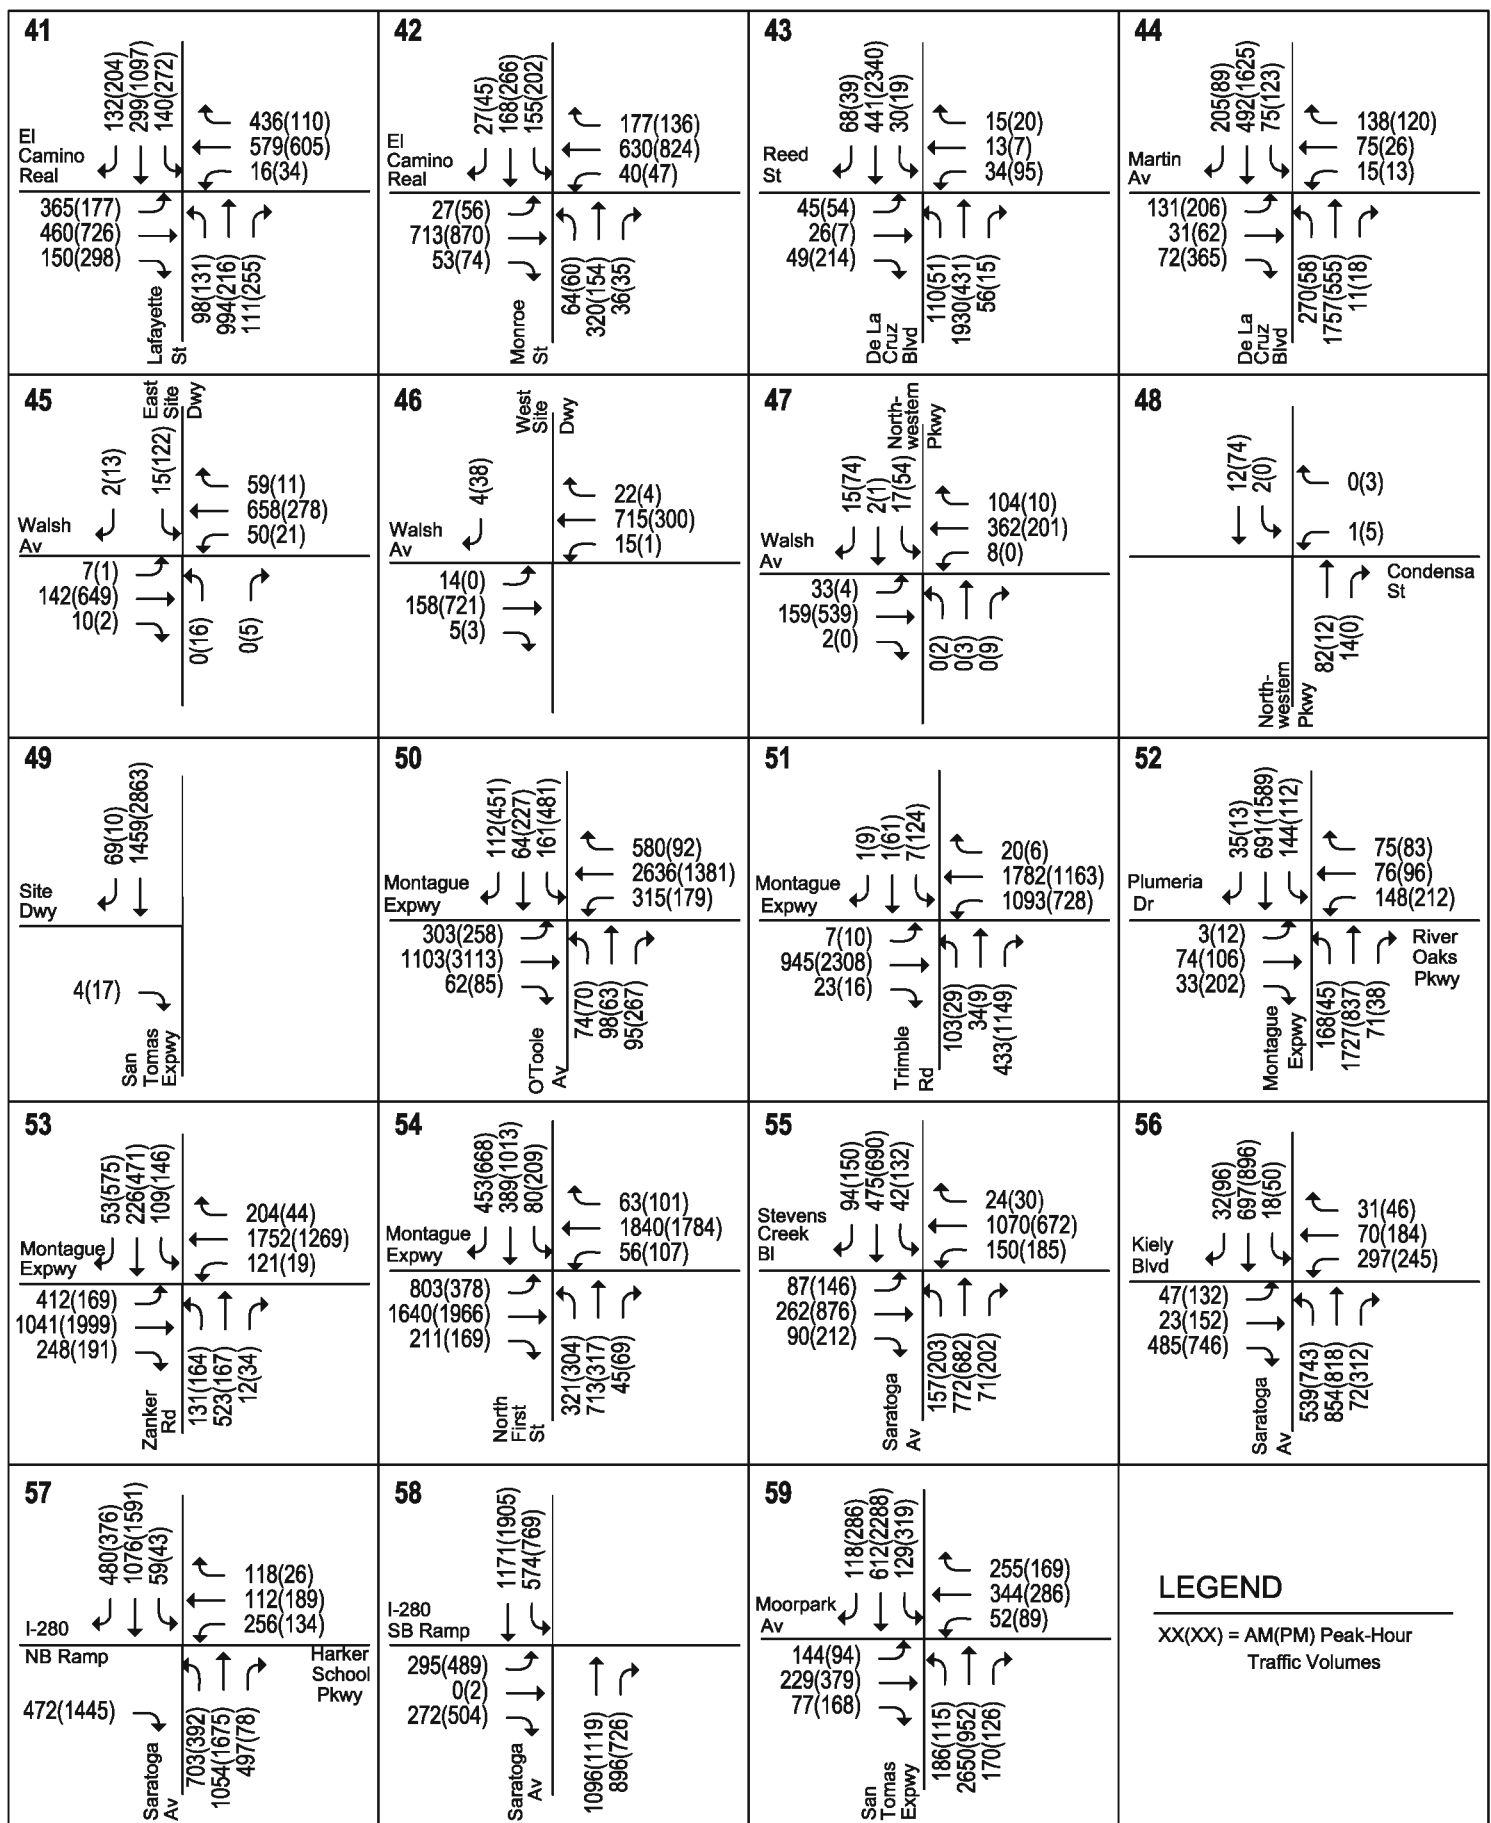 41
132(204)
299(1097)
140(272)
436(110)
579(605)
16(34)
El
Camino
Real
365(177)
460(726)
150(298)
98(131)
994(216)
111(255)
Lafayette
St
42
27(45)
168(266)
155(202)
177(136)
630(824)
40(47)
El
Camino
Real
27(56)
713(870)
53(74)
64(60)
320(154)
36(35)
Monroe
St
43
68(39)
441(2340)
30(19)
15(20)
13(7)
34(95)
Reed
St
45(54)
26(7)
49(214)
110(51)
1930(431)
56(15)
De La
Cruz
Blvd
44
205(89)
492(1625)
75(123)
138(120)
75(26)
15(13)
Martin
Av
131(206)
31(62)
72(365)
270(58)
1757(555)
11(18)
De La
Cruz
Blvd
45
East
Site
Dwy
2(13)
15(122)
59(11)
658(278)
50(21)
Walsh
Av
7(1)
142(649)
10(2)
0(16)
0(5)
46
West
Site
Dwy
4(38)
22(4)
715(300)
15(1)
Walsh
Av
14(0)
158(721)
5(3)
47
North-
western
Pkwy
15(74)
2(1)
17(54)
104(10)
362(201)
8(0)
Walsh
Av
33(4)
159(539)
2(0)
0(2)
0(3)
0(9)
48
12(74)
2(0)
0(3)
1(5)
Condensa
St
82(12)
14(0)
North-
western
Pkwy
49
69(10)
1459(2863)
Site
Dwy
4(17)
San
Tomas
Expwy
50
112(451)
64(227)
161(481)
580(92)
2636(1381)
315(179)
Montague
Expwy
303(258)
1103(3113)
62(85)
74(70)
98(63)
95(267)
O'Toole
Av
51
1(9)
1(61)
7(124)
20(6)
1782(1163)
1093(728)
Montague
Expwy
7(10)
945(2308)
23(16)
103(29)
34(9)
433(1149)
Trimble
Rd
52
35(13)
691(1589)
144(112)
75(83)
76(96)
148(212)
Plumeria
Dr
3(12)
74(106)
33(202)
River
Oaks
Pkwy
168(45)
1727(837)
71(38)
Montague
Expwy
53
53(575)
226(471)
109(146)
204(44)
1752(1269)
121(19)
Montague
Expwy
412(169)
1041(1999)
248(191)
131(164)
523(167)
12(34)
Zanker
Rd
54
453(668)
389(1013)
80(209)
63(101)
1840(1784)
56(107)
Montague
Expwy
803(378)
1640(1966)
211(169)
321(304)
713(317)
45(69)
North
First
St
55
94(150)
475(690)
42(132)
24(30)
1070(672)
150(185)
Stevens
Creek
Bl
87(146)
262(876)
90(212)
157(203)
772(682)
71(202)
Saratoga
Av
56
32(96)
697(896)
18(50)
31(46)
70(184)
297(245)
Kiely
Blvd
47(132)
23(152)
485(746)
539(743)
854(818)
72(312)
Saratoga
Av
57
480(376)
1076(1591)
59(43)
118(26)
112(189)
256(134)
I-280
NB Ramp
Harker
School
Pkwy
472(1445)
703(392)
1054(1675)
497(78)
Saratoga
Av
58
1171(1905)
574(769)
I-280
SB Ramp
295(489)
0(2)
272(504)
1096(1119)
896(726)
Saratoga
Av
59
118(286)
612(2288)
129(319)
255(169)
344(286)
52(89)
Moorpark
Av
144(94)
229(379)
77(168)
186(115)
2650(952)
170(126)
San
Tomas
Expwy
LEGEND
XX(XX) = AM(PM) Peak-Hour
Traffic Volumes